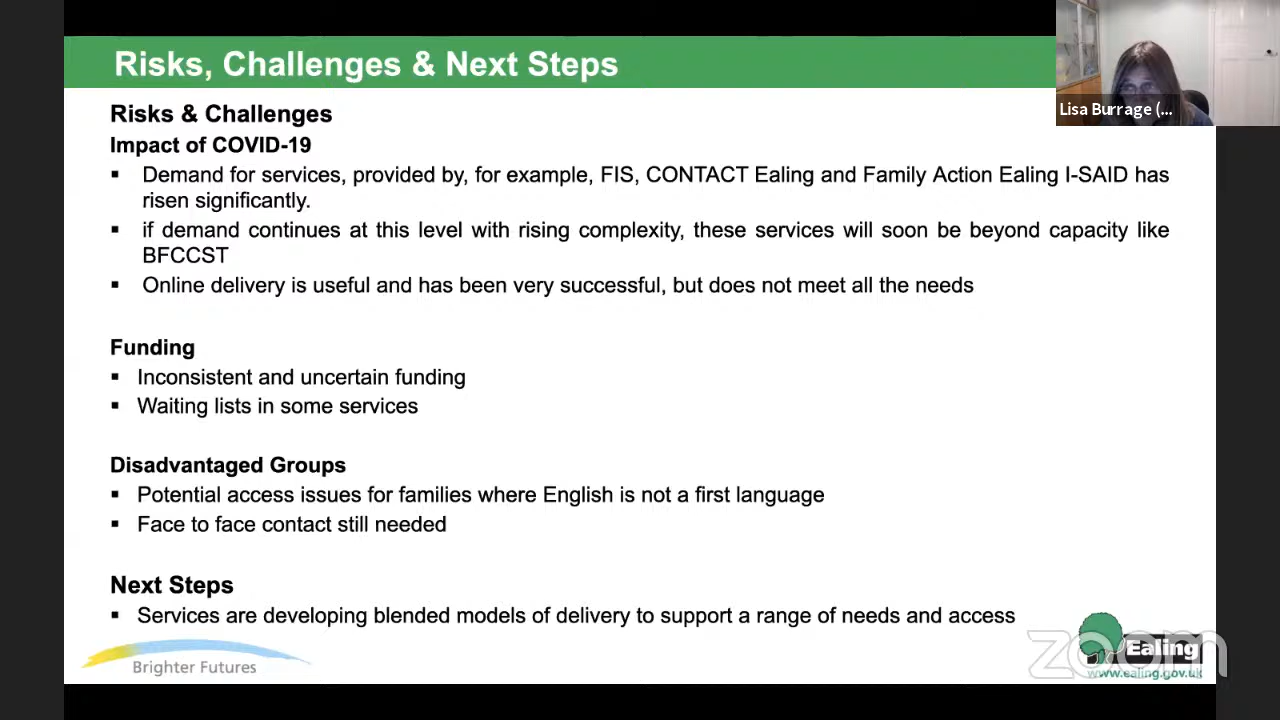 Risks, Challenges & Next Steps
Lisa Burrage (...
Risks & Challenges
Impact of COVID-19
▪ Demand for services, provided by, for example, FIS, CONTACT Ealing and Family Action Ealing I-SAID has
risen significantly.
▪ if demand continues at this level with rising complexity, these services will soon be beyond capacity like
BFCCST
▪ Online delivery is useful and has been very successful, but does not meet all the needs
Funding
▪ Inconsistent and uncertain funding
▪ Waiting lists in some services
Disadvantaged Groups
▪ Potential access issues for families where English is not a first language
▪ Face to face contact still needed
Next Steps
▪ Services are developing blended models of delivery to support a range of needs and access
Brighter Futures
zoom
Ealing
www.ealing.gov.uk